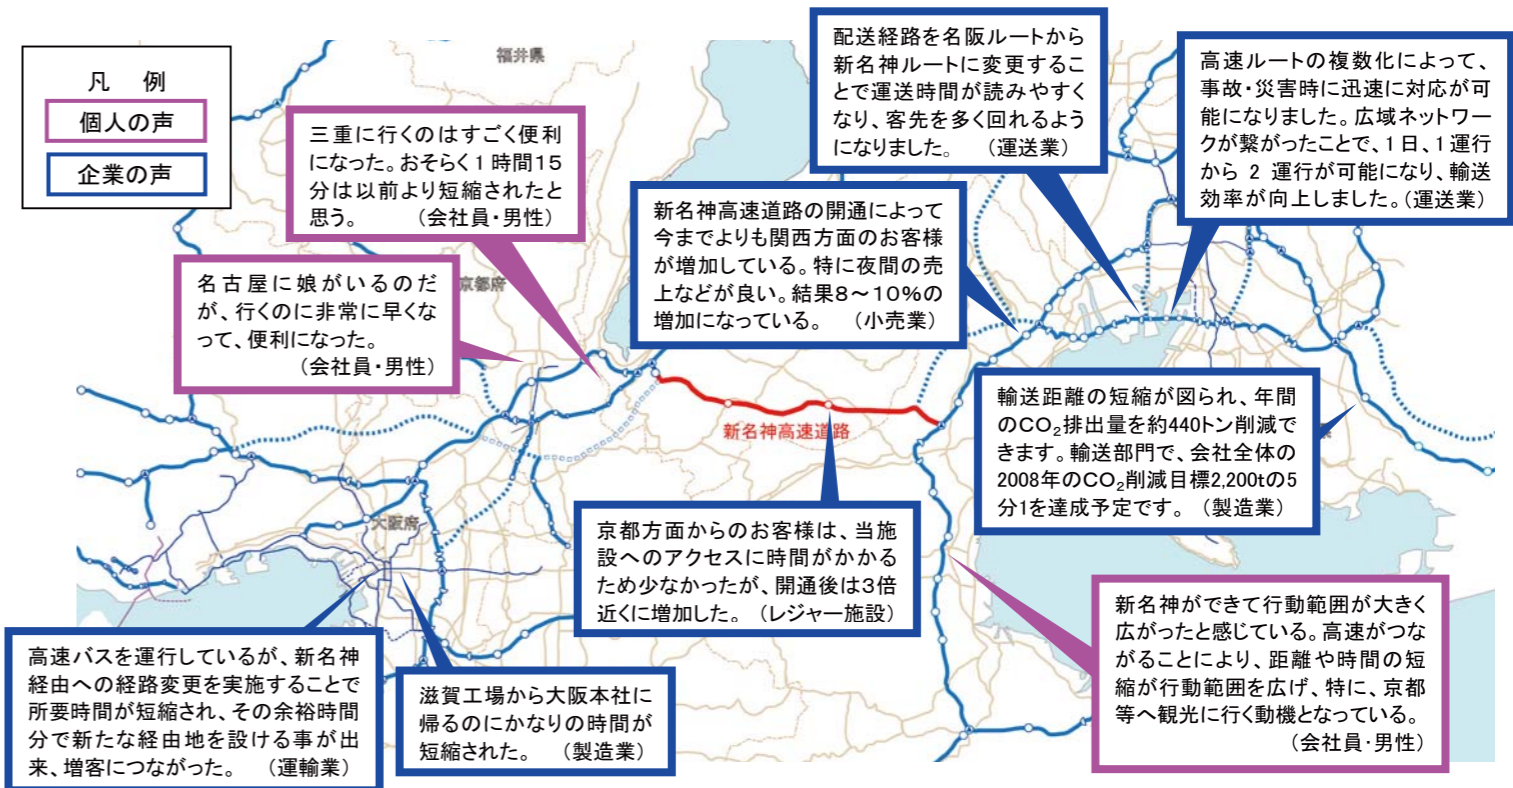 凡 例
個人の声
企業の声
福井県
三重に行くのはすごく便利
になった。おそらく1時間15
分は以前より短縮されたと
思う。 (会社員・男性)
名古屋に娘がいるのだ
が、行くのに非常に早くな
って、便利になった。
(会社員・男性)
京都府
配送経路を名阪ルートから
新名神ルートに変更するこ
とで運送時間が読みやすく
なり、客先を多く回れるよう
になりました。 (運送業)
高速ルートの複数化によって、
事故・災害時に迅速に対応が可
能になりました。広域ネットワー
クが繋がったことで、1日、1運行
から 2 運行が可能になり、輸送
効率が向上しました。(運送業)
新名神高速道路の開通によって
今までよりも関西方面のお客様
が増加している。特に夜間の売
上などが良い。結果8~10%の
増加になっている。 (小売業)
新名神高速道路
輸送距離の短縮が図られ、年間
のCO₂排出量を約440トン削減で
きます。輸送部門で、会社全体の
2008年のCO₂削減目標2,200tの5
分1を達成予定です。 (製造業)
県
大阪府
京都方面からのお客様は、当施
設へのアクセスに時間がかかる
ため少なかったが、開通後は3倍
近くに増加した。(レジャー施設)
新名神ができて行動範囲が大きく
広がったと感じている。高速がつな
がることにより、距離や時間の短
縮が行動範囲を広げ、特に、京都
等へ観光に行く動機となっている。
(会社員・男性)
高速バスを運行しているが、新名神
経由への経路変更を実施することで
所要時間が短縮され、その余裕時間
分で新たな経由地を設ける事が出
来、増客につながった。 (運輸業)
滋賀工場から大阪本社に
帰るのにかなりの時間が
短縮された。 (製造業)